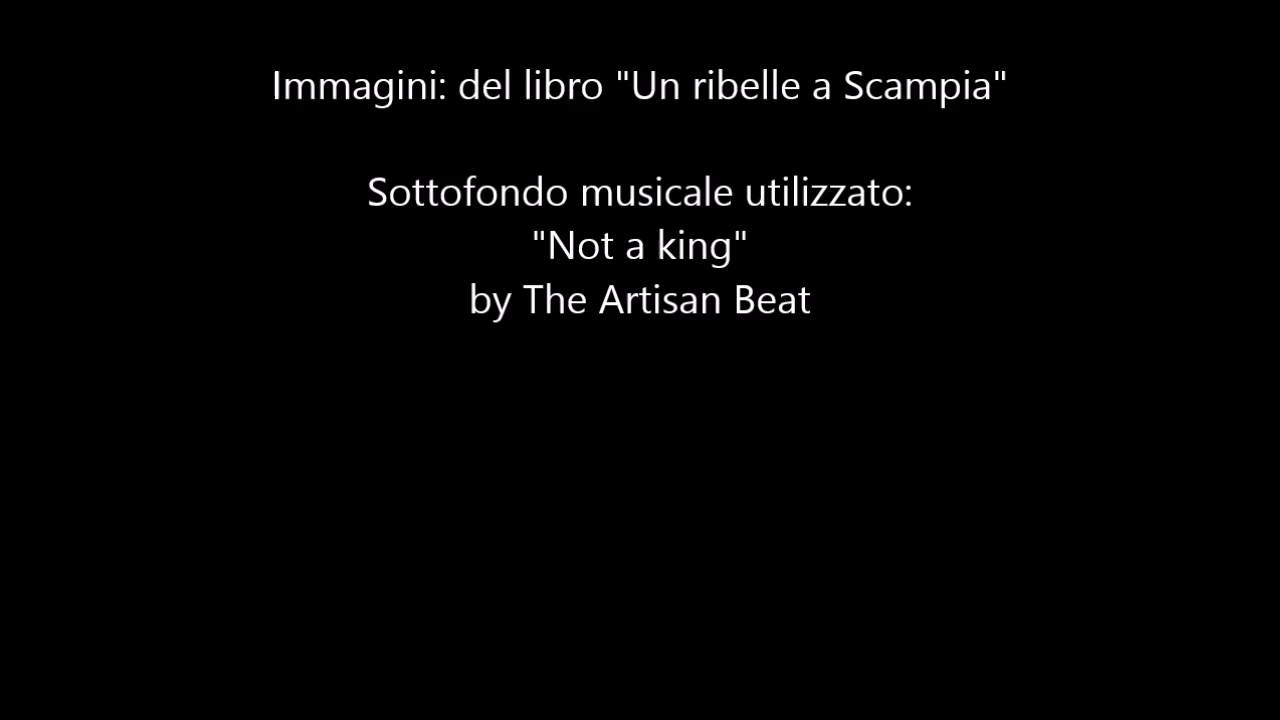 Immagini: del libro "Un ribelle a Scampia"
Sottofondo musicale utilizzato:
"Not a king"
by The Artisan Beat